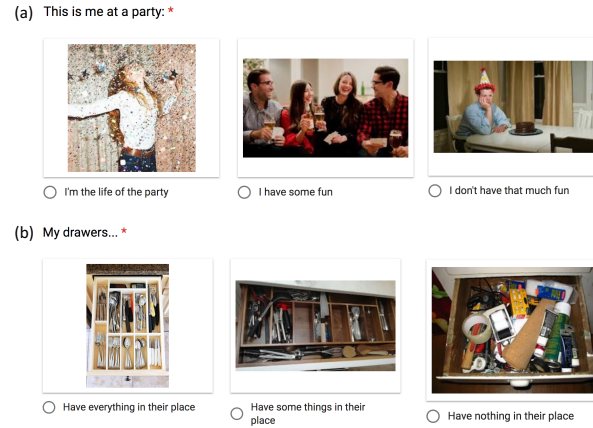 (a) This is me at a party: *
I'm the life of the party
I have some fun
I don't have that much fun
(b) My drawers... *
Have everything in their place
Have some things in their
place
Have nothing in their place